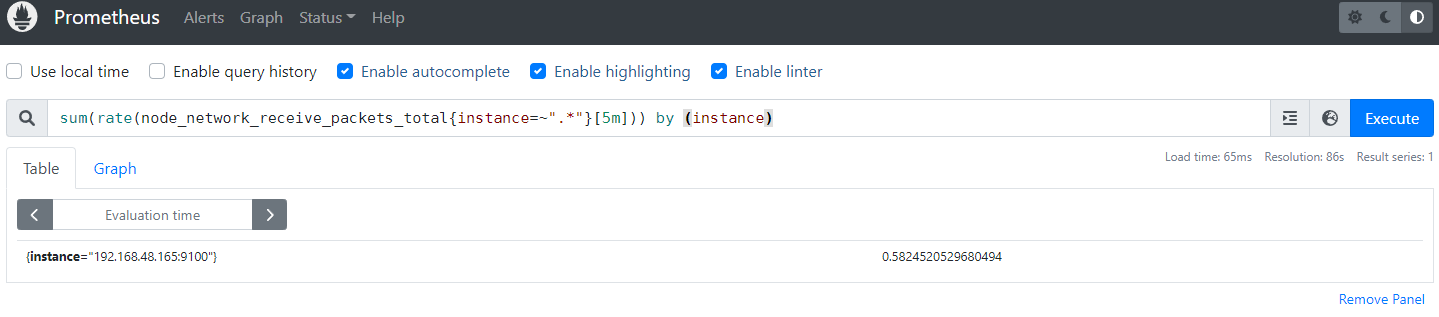 Prometheus Alerts Graph Status Help
Use local time Enable query history Enable autocomplete Enable highlighting Enable linter
sum(rate(node_network_receive_packets_total{instance=~".*"}[5m])) by (instance) Execute
Table Graph Load time: 65ms Resolution: 86s Result series: 1
Evaluation time
{instance="192.168.48.165:9100"} 0.5824520529680494
Remove Panel